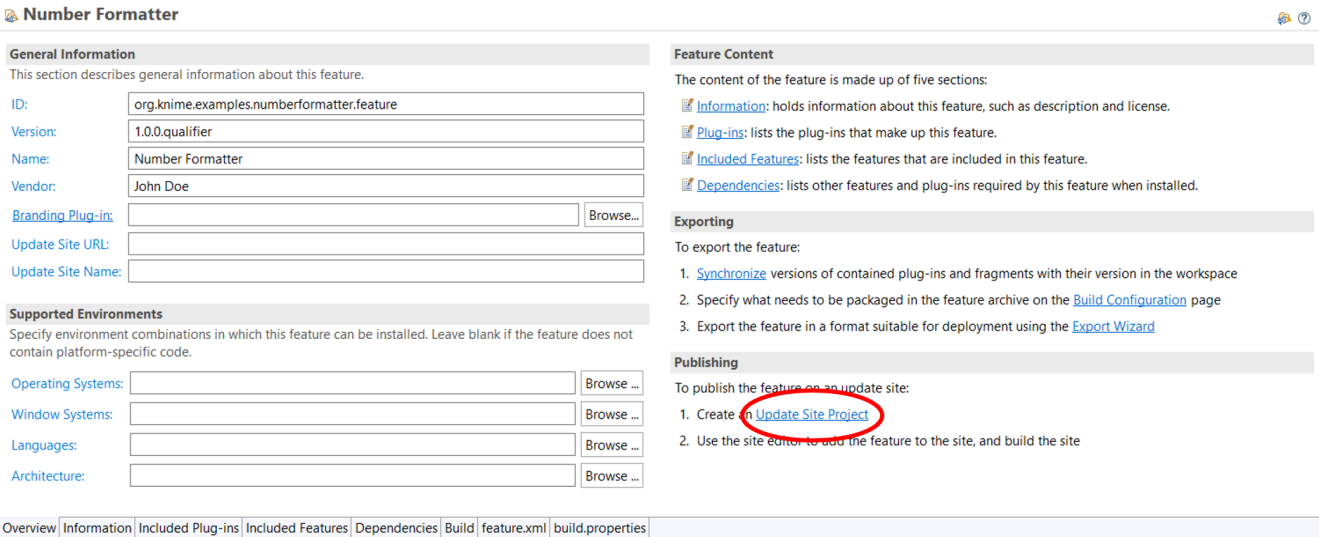 Number Formatter
General Information
This section describes general information about this feature.
ID: org.knime.examples.numberformatter.feature
Version: 1.0.0.qualifier
Name: Number Formatter
Vendor: John Doe
Branding Plug-in: Browse...
Update Site URL:
Update Site Name:
Supported Environments
Specify environment combinations in which this feature can be installed. Leave blank if the feature does not
contain platform-specific code.
Operating Systems: Browse ...
Window Systems: Browse ...
Languages: Browse ...
Architecture: Browse ...
Feature Content
The content of the feature is made up of five sections:
Information: holds information about this feature, such as description and license.
Plug-ins: lists the plug-ins that make up this feature.
Included Features: lists the features that are included in this feature.
Dependencies: lists other features and plug-ins required by this feature when installed.
Exporting
To export the feature:
1. Synchronize versions of contained plug-ins and fragments with their version in the workspace
2. Specify what needs to be packaged in the feature archive on the Build Configuration page
3. Export the feature in a format suitable for deployment using the Export Wizard
Publishing
To publish the feature on an update site:
1. Create an Update Site Project
2. Use the site editor to add the feature to the site, and build the site
Overview Information Included Plug-ins Included Features Dependencies Build feature.xml build.properties